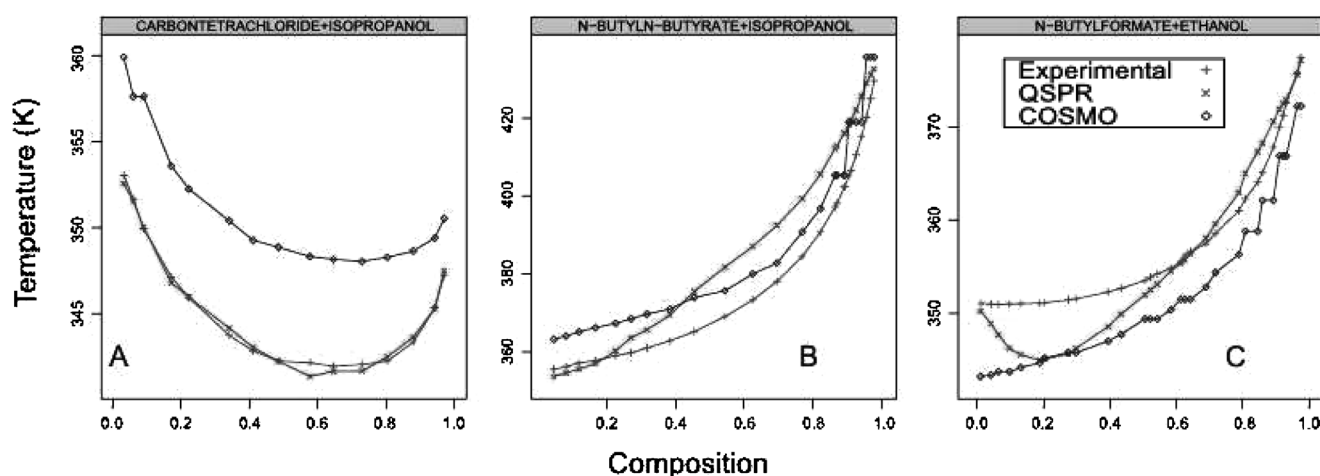 CARBONTETRACHLORIDE+ISOPROPANOL
N-BUTYLN-BUTYRATE+ISOPROPANOL
N-BUTYLFORMATE+ETHANOL
Temperature (K)
360
355
350
345
A
0.0 0.2 0.4 0.6 0.8 1.0
420
400
380
360
B
0.0 0.2 0.4 0.6 0.8 1.0
Experimental
QSPR
COSMO
370
360
350
C
0.0 0.2 0.4 0.6 0.8 1.0
Composition